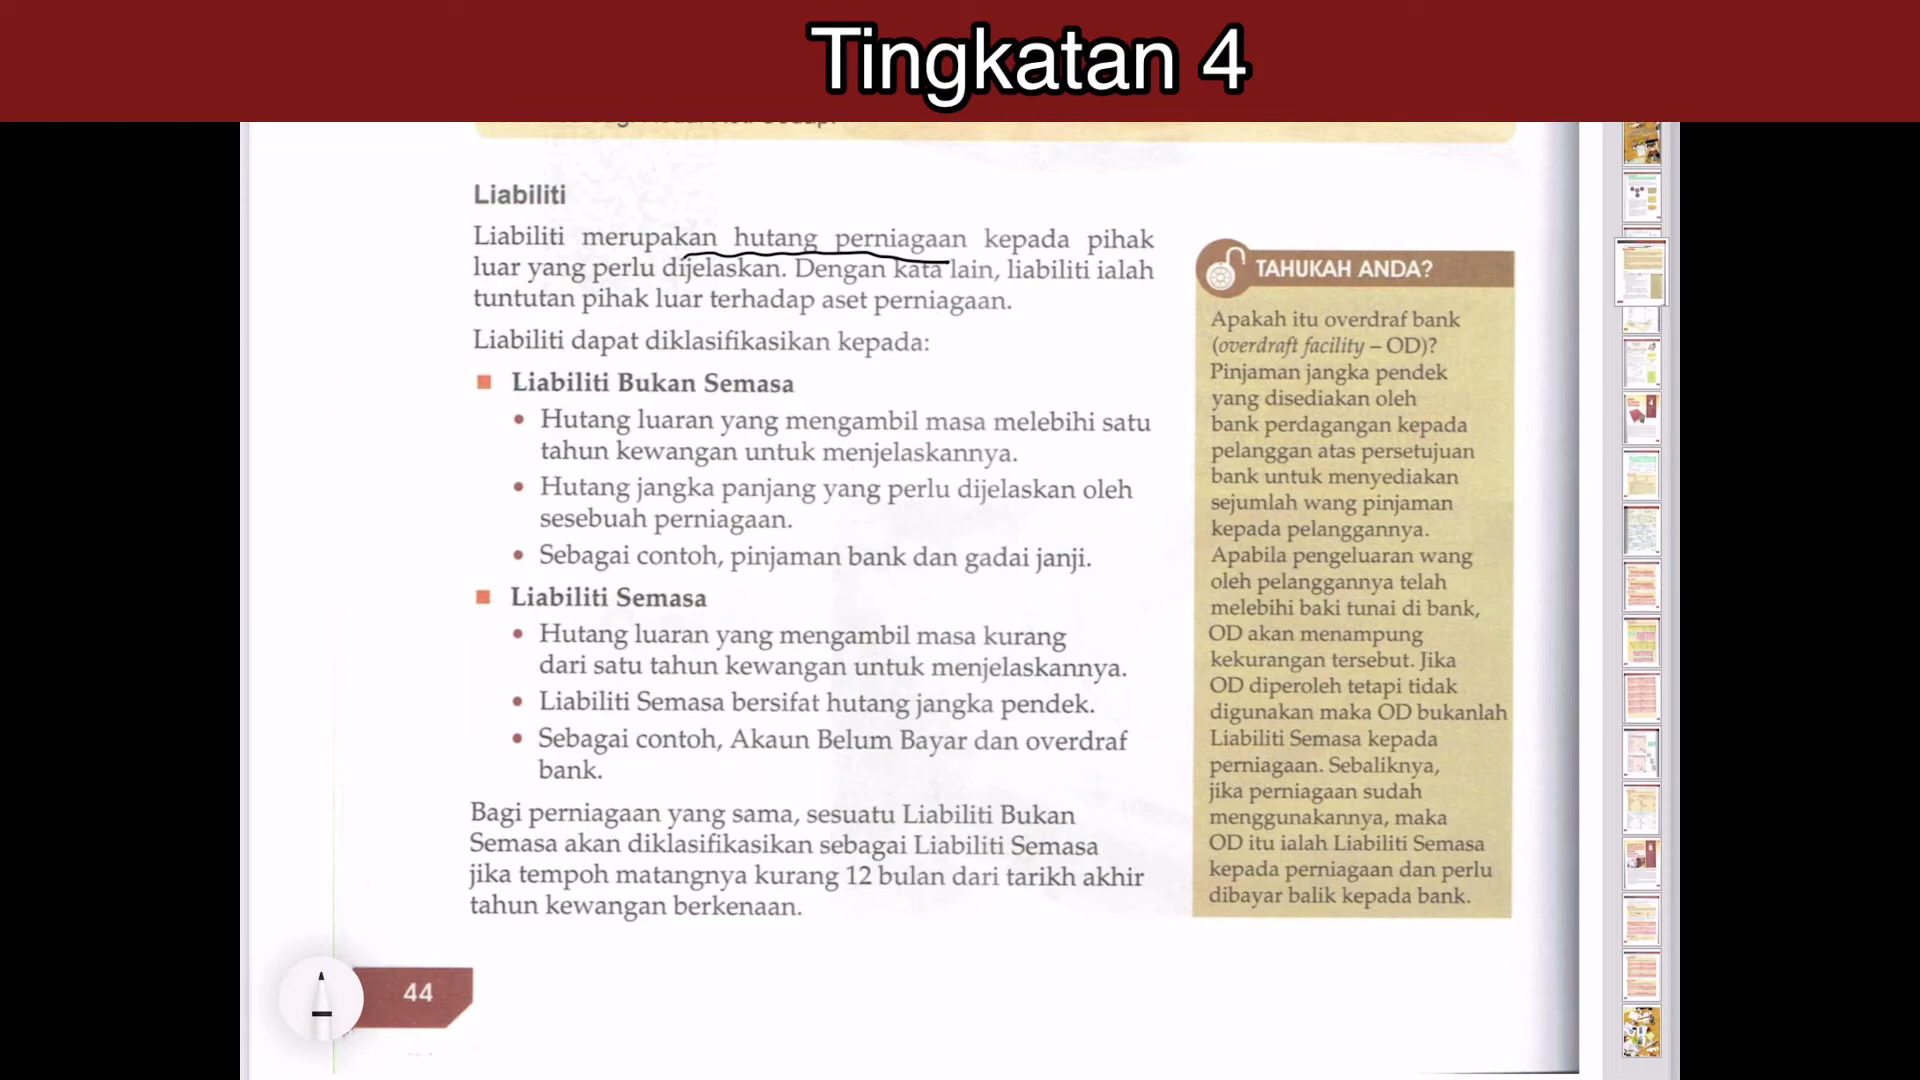 Tingkatan 4
Liabiliti
Liabiliti merupakan hutang perniagaan kepada pihak
luar yang perlu dijelaskan. Dengan kata lain, liabiliti ialah
tuntutan pihak luar terhadap aset perniagaan.
Liabiliti dapat diklasifikasikan kepada:
Liabiliti Bukan Semasa
• Hutang luaran yang mengambil masa melebihi satu
tahun kewangan untuk menjelaskannya.
• Hutang jangka panjang yang perlu dijelaskan oleh
sesebuah perniagaan.
• Sebagai contoh, pinjaman bank dan gadai janji.
Liabiliti Semasa
• Hutang luaran yang mengambil masa kurang
dari satu tahun kewangan untuk menjelaskannya.
• Liabiliti Semasa bersifat hutang jangka pendek.
• Sebagai contoh, Akaun Belum Bayar dan overdraf
bank.
Bagi perniagaan yang sama, sesuatu Liabiliti Bukan
Semasa akan diklasifikasikan sebagai Liabiliti Semasa
jika tempoh matangnya kurang 12 bulan dari tarikh akhir
tahun kewangan berkenaan.
TAHUKAH ANDA?
Apakah itu overdraf bank
(overdraft facility – OD)?
Pinjaman jangka pendek
yang disediakan oleh
bank perdagangan kepada
pelanggan atas persetujuan
bank untuk menyediakan
sejumlah wang pinjaman
kepada pelanggannya.
Apabila pengeluaran wang
oleh pelanggannya telah
melebihi baki tunai di bank,
OD akan menampung
kekurangan tersebut. Jika
OD diperoleh tetapi tidak
digunakan maka OD bukanlah
Liabiliti Semasa kepada
perniagaan. Sebaliknya,
jika perniagaan sudah
menggunakannya, maka
OD itu ialah Liabiliti Semasa
kepada perniagaan dan perlu
dibayar balik kepada bank.
44